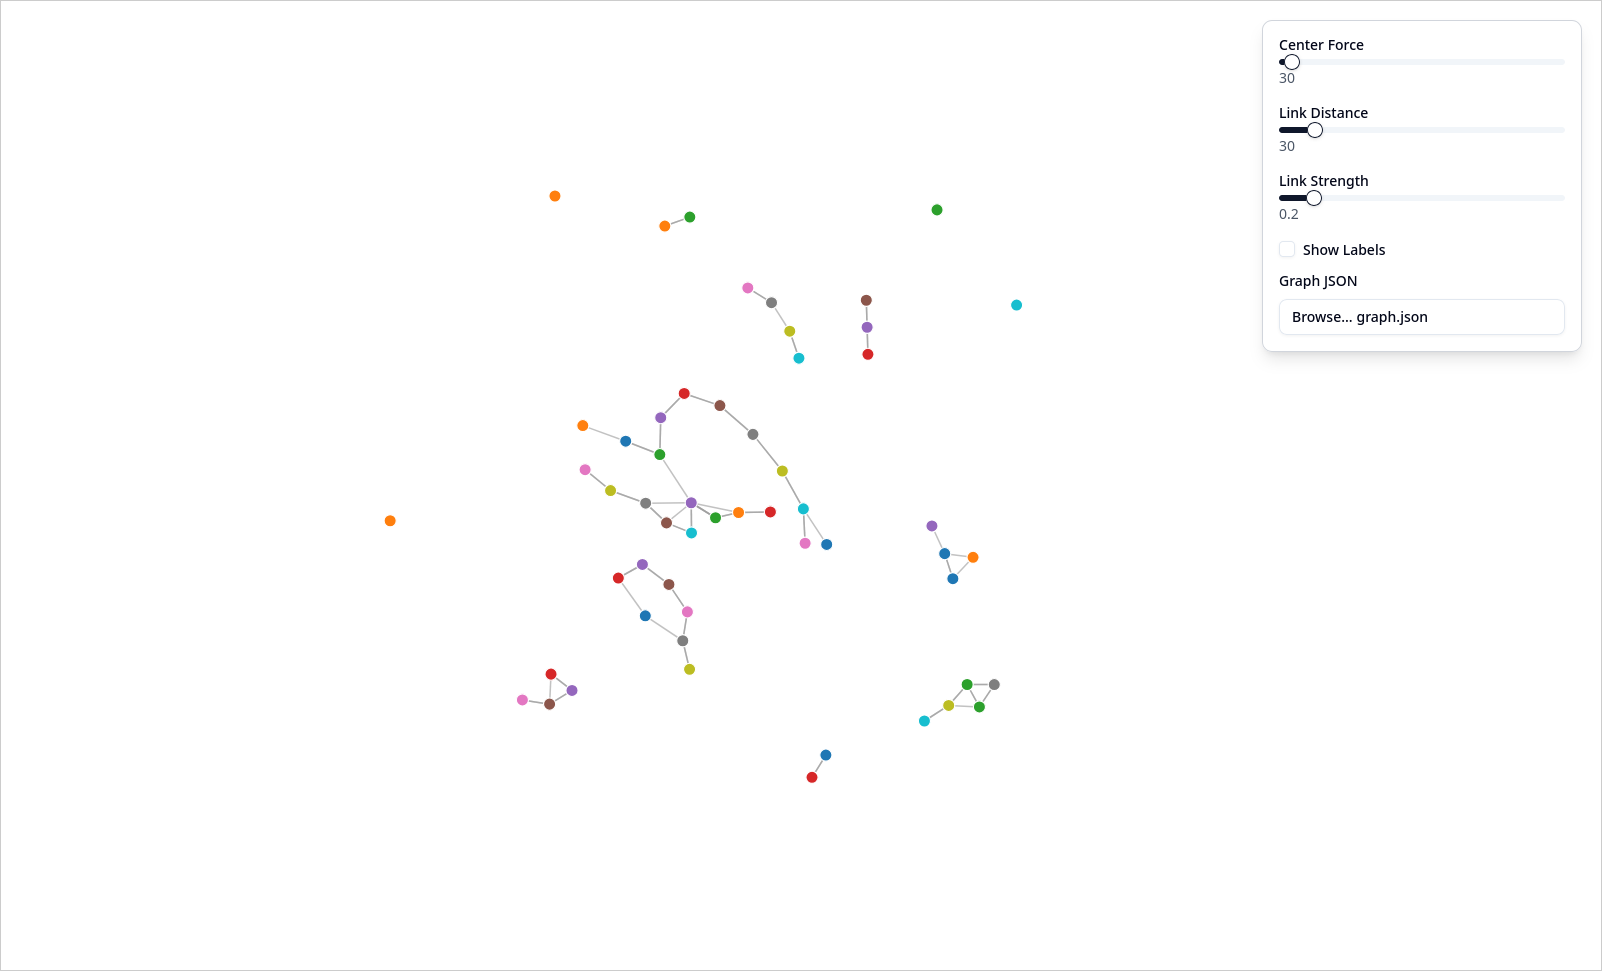 Center Force
30
Link Distance
30
Link Strength
0.2
Show Labels
Graph JSON
Browse... graph.json